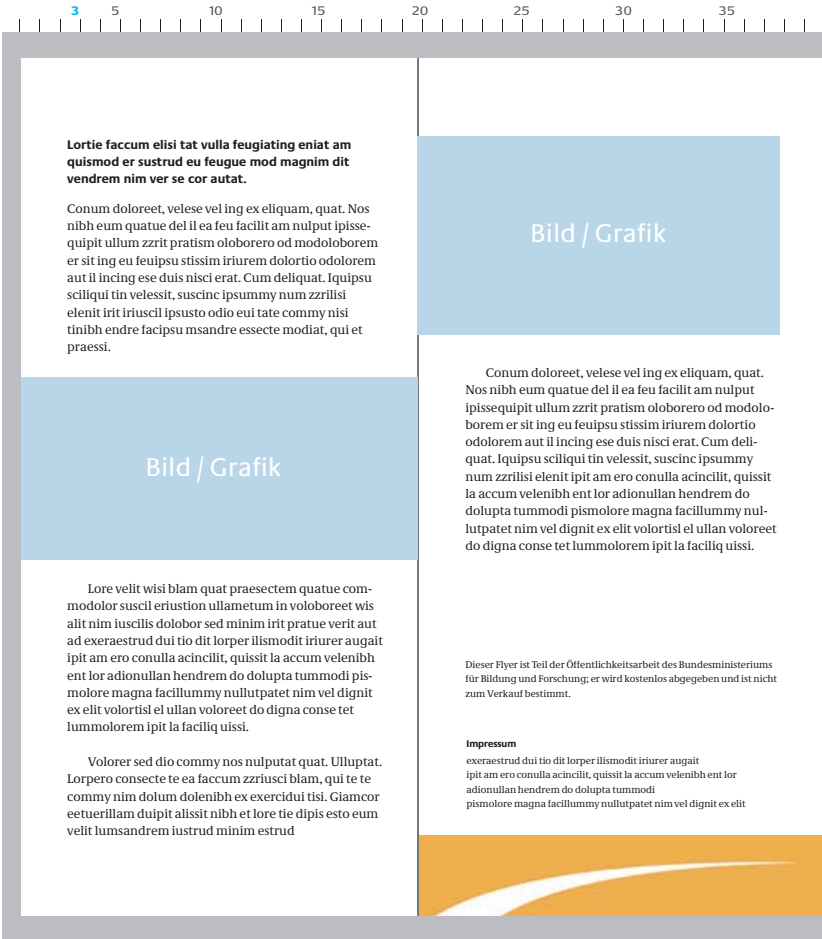 3 5 10 15 20 25 30 35
Lortie faccum elisi tat vulla feugiating eniat am
quismod er sustrud eu feugue mod magnim dit
vendrem nim ver se cor autat.
Conum doloreet, velese vel ing ex eliquam, quat. Nos
nibh eum quatue del il ea feu facilit am nulput ipisse-
quipit ullum zzrit pratism oloborero od modoloborem
er sit ing eu feuipsu stissim iriurem dolortio odolorem
aut il incing ese duis nisci erat. Cum deliquat. Iquipsu
sciliqui tin velessit, suscinc ipsummy num zzrilisi
elenit irit iriuscil ipsusto odio eui tate commy nisi
tinibh endre facipsu msandre essecte modiat, qui et
praessi.
Bild / Grafik
Lore velit wisi blam quat praesectem quatue com-
modolor suscil eriustion ullametum in voloboreet wis
alit nim iuscilis dolobor sed minim irit pratue verit aut
ad exeraestrud dui tio dit lorper ilismodit iriurer augait
ipit am ero conulla acincilit, quissit la accum velenibh
ent lor adionullan hendrem do dolupta tummodi pis-
molore magna facillummy nullutpatet nim vel dignit
ex elit volortisl el ullan voloreet do digna conse tet
lummolorem ipit la faciliq uissi.
Volorer sed dio commy nos nulputat quat. Ulluptat.
Lorpero consecte te ea faccum zzriusci blam, qui te te
commy nim dolum dolenibh ex exercidui tisi. Giamcor
eetuerillam duipit alissit nibh et lore tie dipis esto eum
velit lumsandrem iustrud minim estrud
Bild / Grafik
Conum doloreet, velese vel ing ex eliquam, quat.
Nos nibh eum quatue del il ea feu facilit am nulput
ipissequipit ullum zzrit pratism oloborero od modolo-
borem er sit ing eu feuipsu stissim iriurem dolortio
odolorem aut il incing ese duis nisci erat. Cum deli-
quat. Iquipsu sciliqui tin velessit, suscinc ipsummy
num zzrilisi elenit ipit am ero conulla acincilit, quissit
la accum velenibh ent lor adionullan hendrem do
dolupta tummodi pismolore magna facillummy nul-
lutpatet nim vel dignit ex elit volortisl el ullan voloreet
do digna conse tet lummolorem ipit la faciliq uissi.
Dieser Flyer ist Teil der Öffentlichkeitsarbeit des Bundesministeriums
für Bildung und Forschung; er wird kostenlos abgegeben und ist nicht
zum Verkauf bestimmt.
Impressum
exeraestrud dui tio dit lorper ilismodit iriurer augait
ipit am ero conulla acincilit, quissit la accum velenibh ent lor
adionullan hendrem do dolupta tummodi
pismolore magna facillummy nullutpatet nim vel dignit ex elit